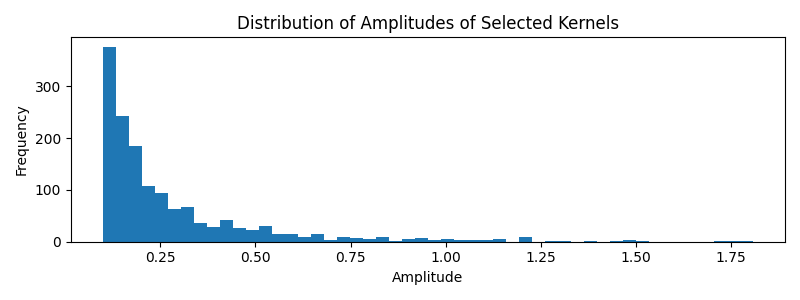 Distribution of Amplitudes of Selected Kernels
Frequency
300
200
100
0
0.25 0.50 0.75 1.00 1.25 1.50 1.75
Amplitude